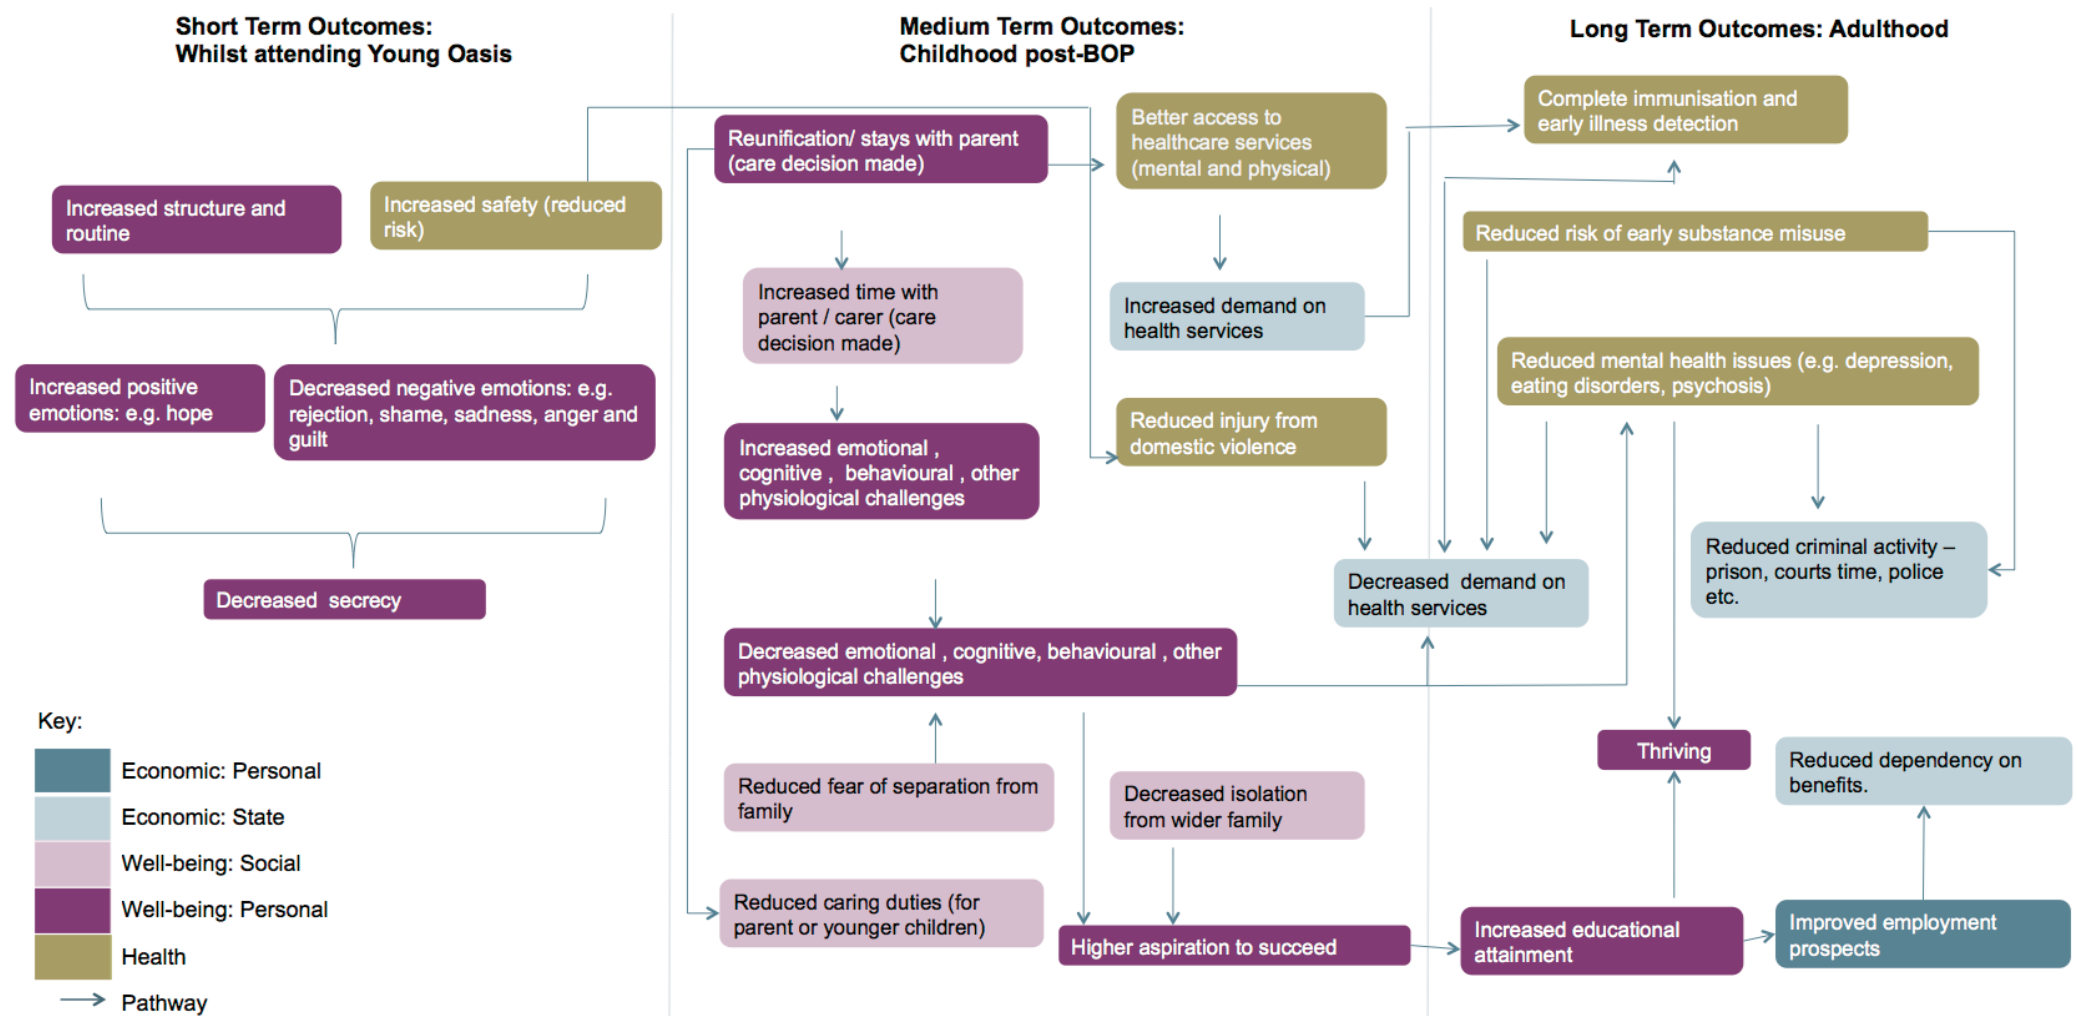 Short Term Outcomes:
Whilst attending Young Oasis
Increased structure and
routine
Increased safety (reduced
risk)
Increased positive
emotions: e.g. hope
Decreased negative emotions: e.g.
rejection, shame, sadness, anger and
guilt
Decreased  secrecy
Key:
Economic: Personal
Economic: State
Well-being: Social
Well-being: Personal
Health
Pathway
Medium Term Outcomes:
Childhood post-BOP
Reunification/ stays with parent
(care decision made)
Better access to
healthcare services
(mental and physical)
Increased time with
parent / carer (care
decision made)
Increased demand on
health services
Increased emotional ,
cognitive ,  behavioural , other
physiological challenges
Reduced injury from
domestic violence
Decreased  demand on
health services
Decreased emotional , cognitive, behavioural , other
physiological challenges
Reduced fear of separation from
family
Decreased isolation
from wider family
Reduced caring duties (for
parent or younger children)
Higher aspiration to succeed
Long Term Outcomes: Adulthood
Complete immunisation and
early illness detection
Reduced risk of early substance misuse
Reduced mental health issues (e.g. depression,
eating disorders, psychosis)
Reduced criminal activity –
prison, courts time, police
etc.
Thriving
Reduced dependency on
benefits.
Increased educational
attainment
Improved employment
prospects